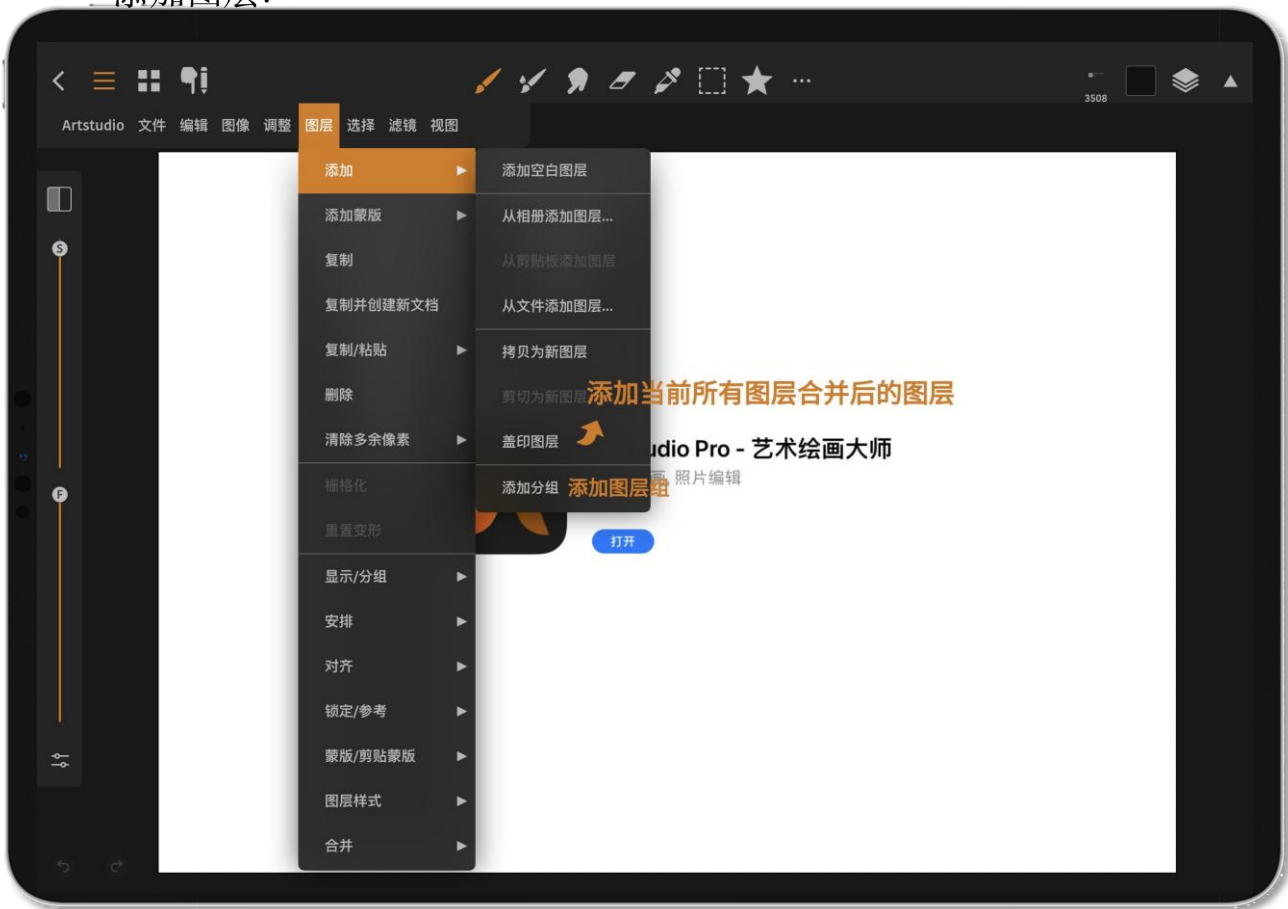 添加图层:
3508
Artstudio 文件 编辑 图像 调整 图层 选择 滤镜 视图
添加
添加蒙版
复制
复制并创建新文档
复制/粘贴
删除
清除多余像素
栅格化
重置变形
显示/分组
安排
对齐
锁定/参考
蒙版/剪贴蒙版
图层样式
合并
添加空白图层
从相册添加图层...
从剪贴板添加图层
从文件添加图层...
拷贝为新图层
剪切为新图层
盖印图层
添加分组
添加当前所有图层合并后的图层
添加图层组
udio Pro - 艺术绘画大师
画, 照片编辑
打开
S
F